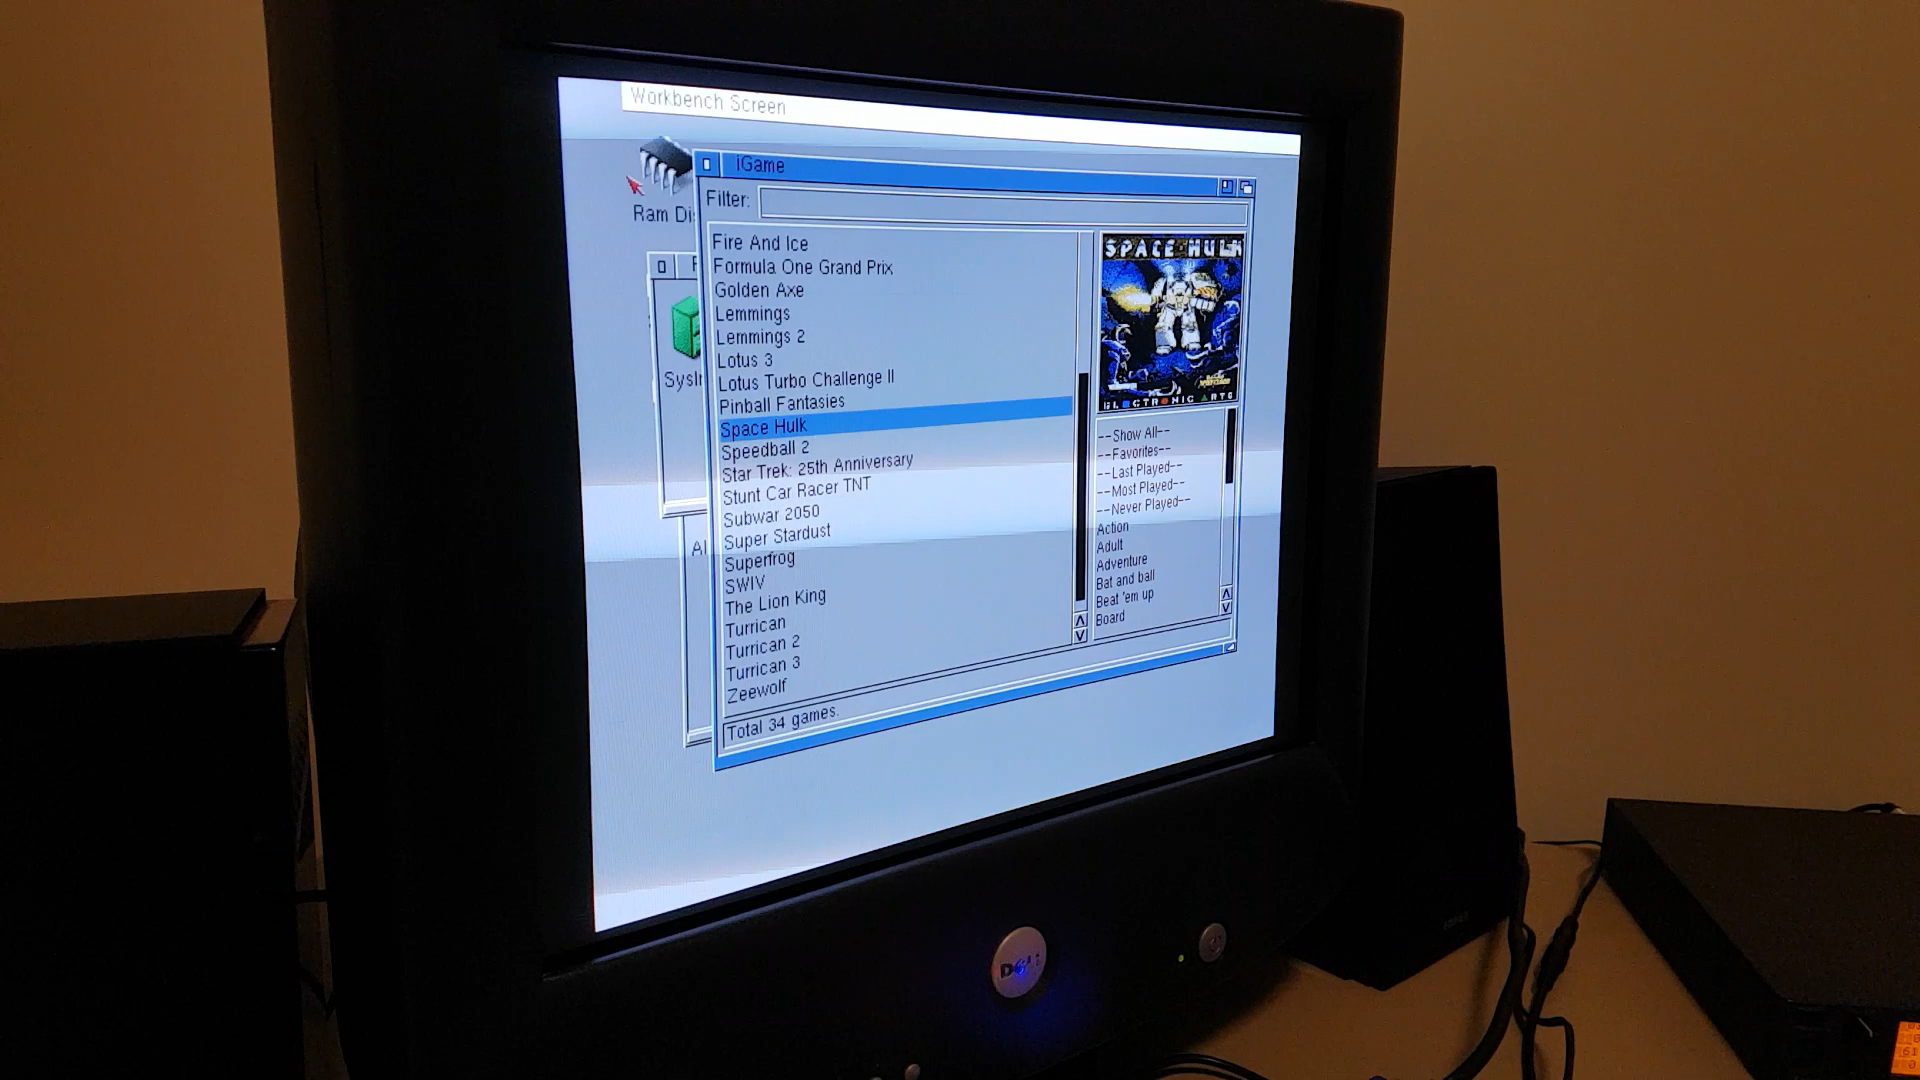 Workbench Screen
iGame
Ram Di
Filter:
Fire And Ice
Formula One Grand Prix
Golden Axe
Lemmings
Lemmings 2
Lotus 3
Lotus Turbo Challenge II
Pinball Fantasies
Space Hulk
Speedball 2
Star Trek: 25th Anniversary
Stunt Car Racer TNT
Subwar 2050
Super Stardust
Superfrog
SWIV
The Lion King
Turrican
Turrican 2
Turrican 3
Zeewolf
Total 34 games.
SPACE HULK
ELECTRONIC ARTS
--Show All--
--Favorites--
--Last Played--
--Most Played--
--Never Played--
Action
Adult
Adventure
Bat and ball
Beat 'em up
Board
SysI
Al
DELL